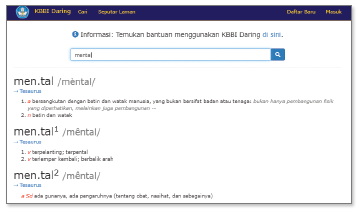 KBBI Daring Cari Seputar Laman Daftar Baru Masuk
Informasi: Temukan bantuan menggunakan KBBI Daring di sini.
mental
men.tal /méntal/
→ Tesaurus
1. a bersangkutan dengan batin dan watak manusia, yang bukan bersifat badan atau tenaga: bukan hanya pembangunan fisik
yang diperhatikan, melainkan juga pembangunan --
2. n batin dan watak
men.tal¹ /mêntal/
→ Tesaurus
1. v terpelanting; terpental
2. v terlempar kembali; berbalik arah
men.tal² /mêntal/
→ Tesaurus
a Sd ada gunanya, ada pengaruhnya (tentang obat, nasihat, dan sebagainya)